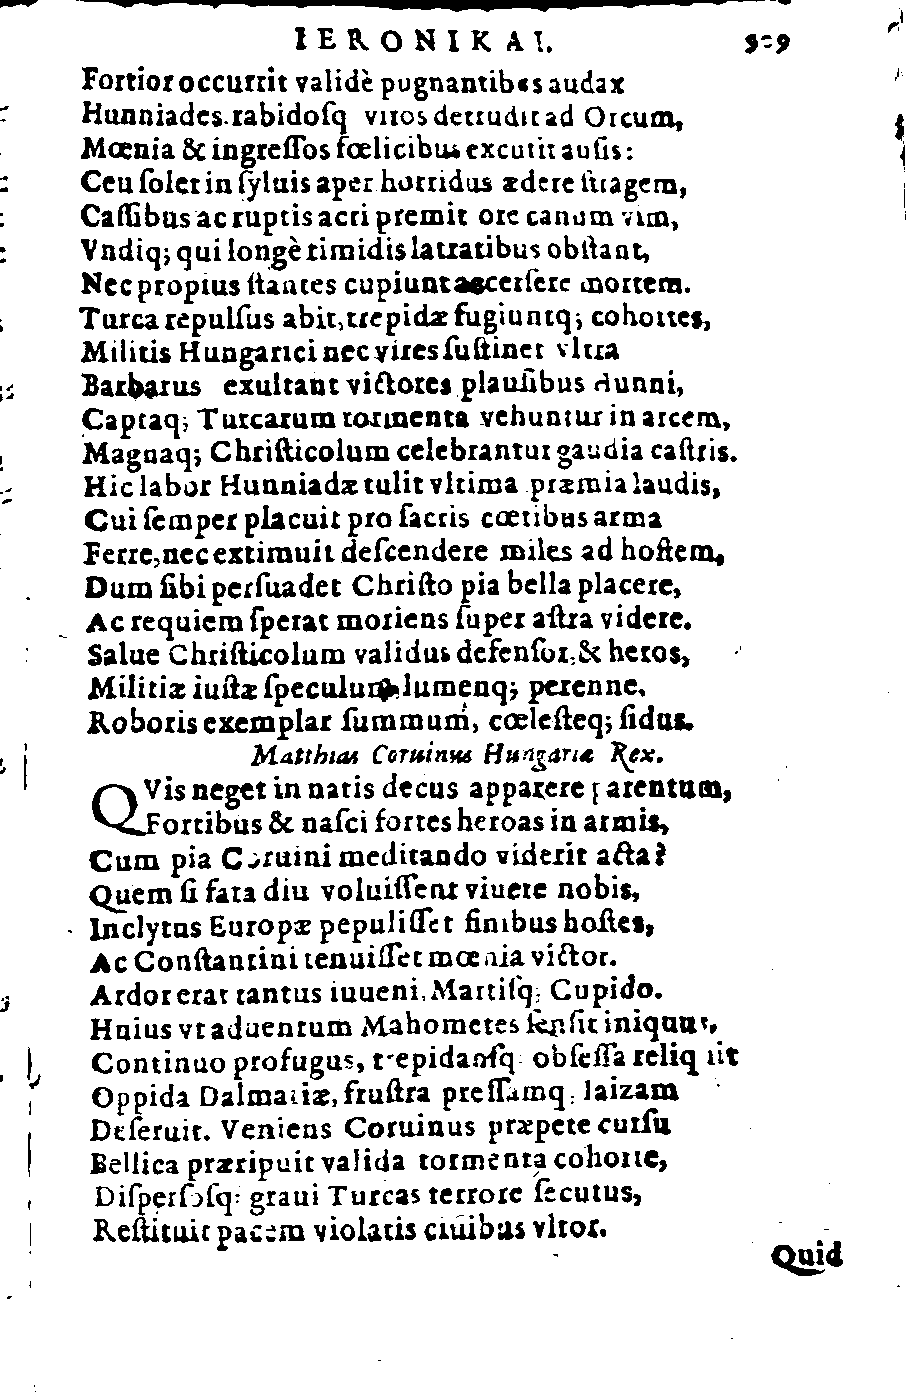 IERONIKAI. 509
Fortior occurrit validè pugnantibus audax
Hunniades. rabidoſq viros detrudit ad Orcum,
Mœnia & ingreſſos fœlicibus excutit auſis:
Ceu ſolet in ſyluis aper horridus ædere ſtragem,
Caſſibus ac ruptis acri premit ore canum vim,
Vndiq; qui longè timidis latratibus obſtant,
Nec propius ſtantes cupiunt accerſere mortem.
Turca repulſus abit, trepidæ fugiuntq; cohortes,
Militis Hungarici nec vires ſuſtinet vltra
Barbarus exultant victores plauſibus Hunni,
Captaq; Turcarum tormenta vehuntur in arcem,
Magnaq; Chriſticolum celebrantur gaudia caſtris.
Hic labor Hunniadæ tulit vltima præmia laudis,
Cui ſemper placuit pro ſacris cœtibus arma
Ferre, nec extimuit deſcendere miles ad hoſtem,
Dum ſibi perſuadet Chriſto pia bella placere,
Ac requiem ſperat moriens ſuper aſtra videre.
Salue Chriſticolum validus defenſor, & heros,
Militiæ iuſtæ ſpeculum, lumenq; perenne,
Roboris exemplar ſummum, cœleſteq; ſidus.
Matthias Coruinus Hungariæ Rex.
QVis neget in natis decus apparere parentum,
Fortibus & naſci fortes heroas in armis,
Cum pia Coruini meditando viderit acta?
Quem ſi fata diu voluiſſent viuere nobis,
Inclytus Europæ pepuliſſet finibus hoſtes,
Ac Conſtantini tenuiſſet mœnia victor.
Ardor erat tantus iuueni, Martiſq; Cupido.
Huius vt aduentum Mahometes ſenſit iniquus,
Continuo profugus, trepidanſq obſeſſa reliquit
Oppida Dalmatiæ, fruſtra preſſamq; Iaizam
Deſeruit. Veniens Coruinus præpete curſu
Bellica præripuit valida tormenta cohorte,
Diſperſoſq; graui Turcas terrore ſecutus,
Reſtituit pacem violatis ciuibus vltor.
Quid